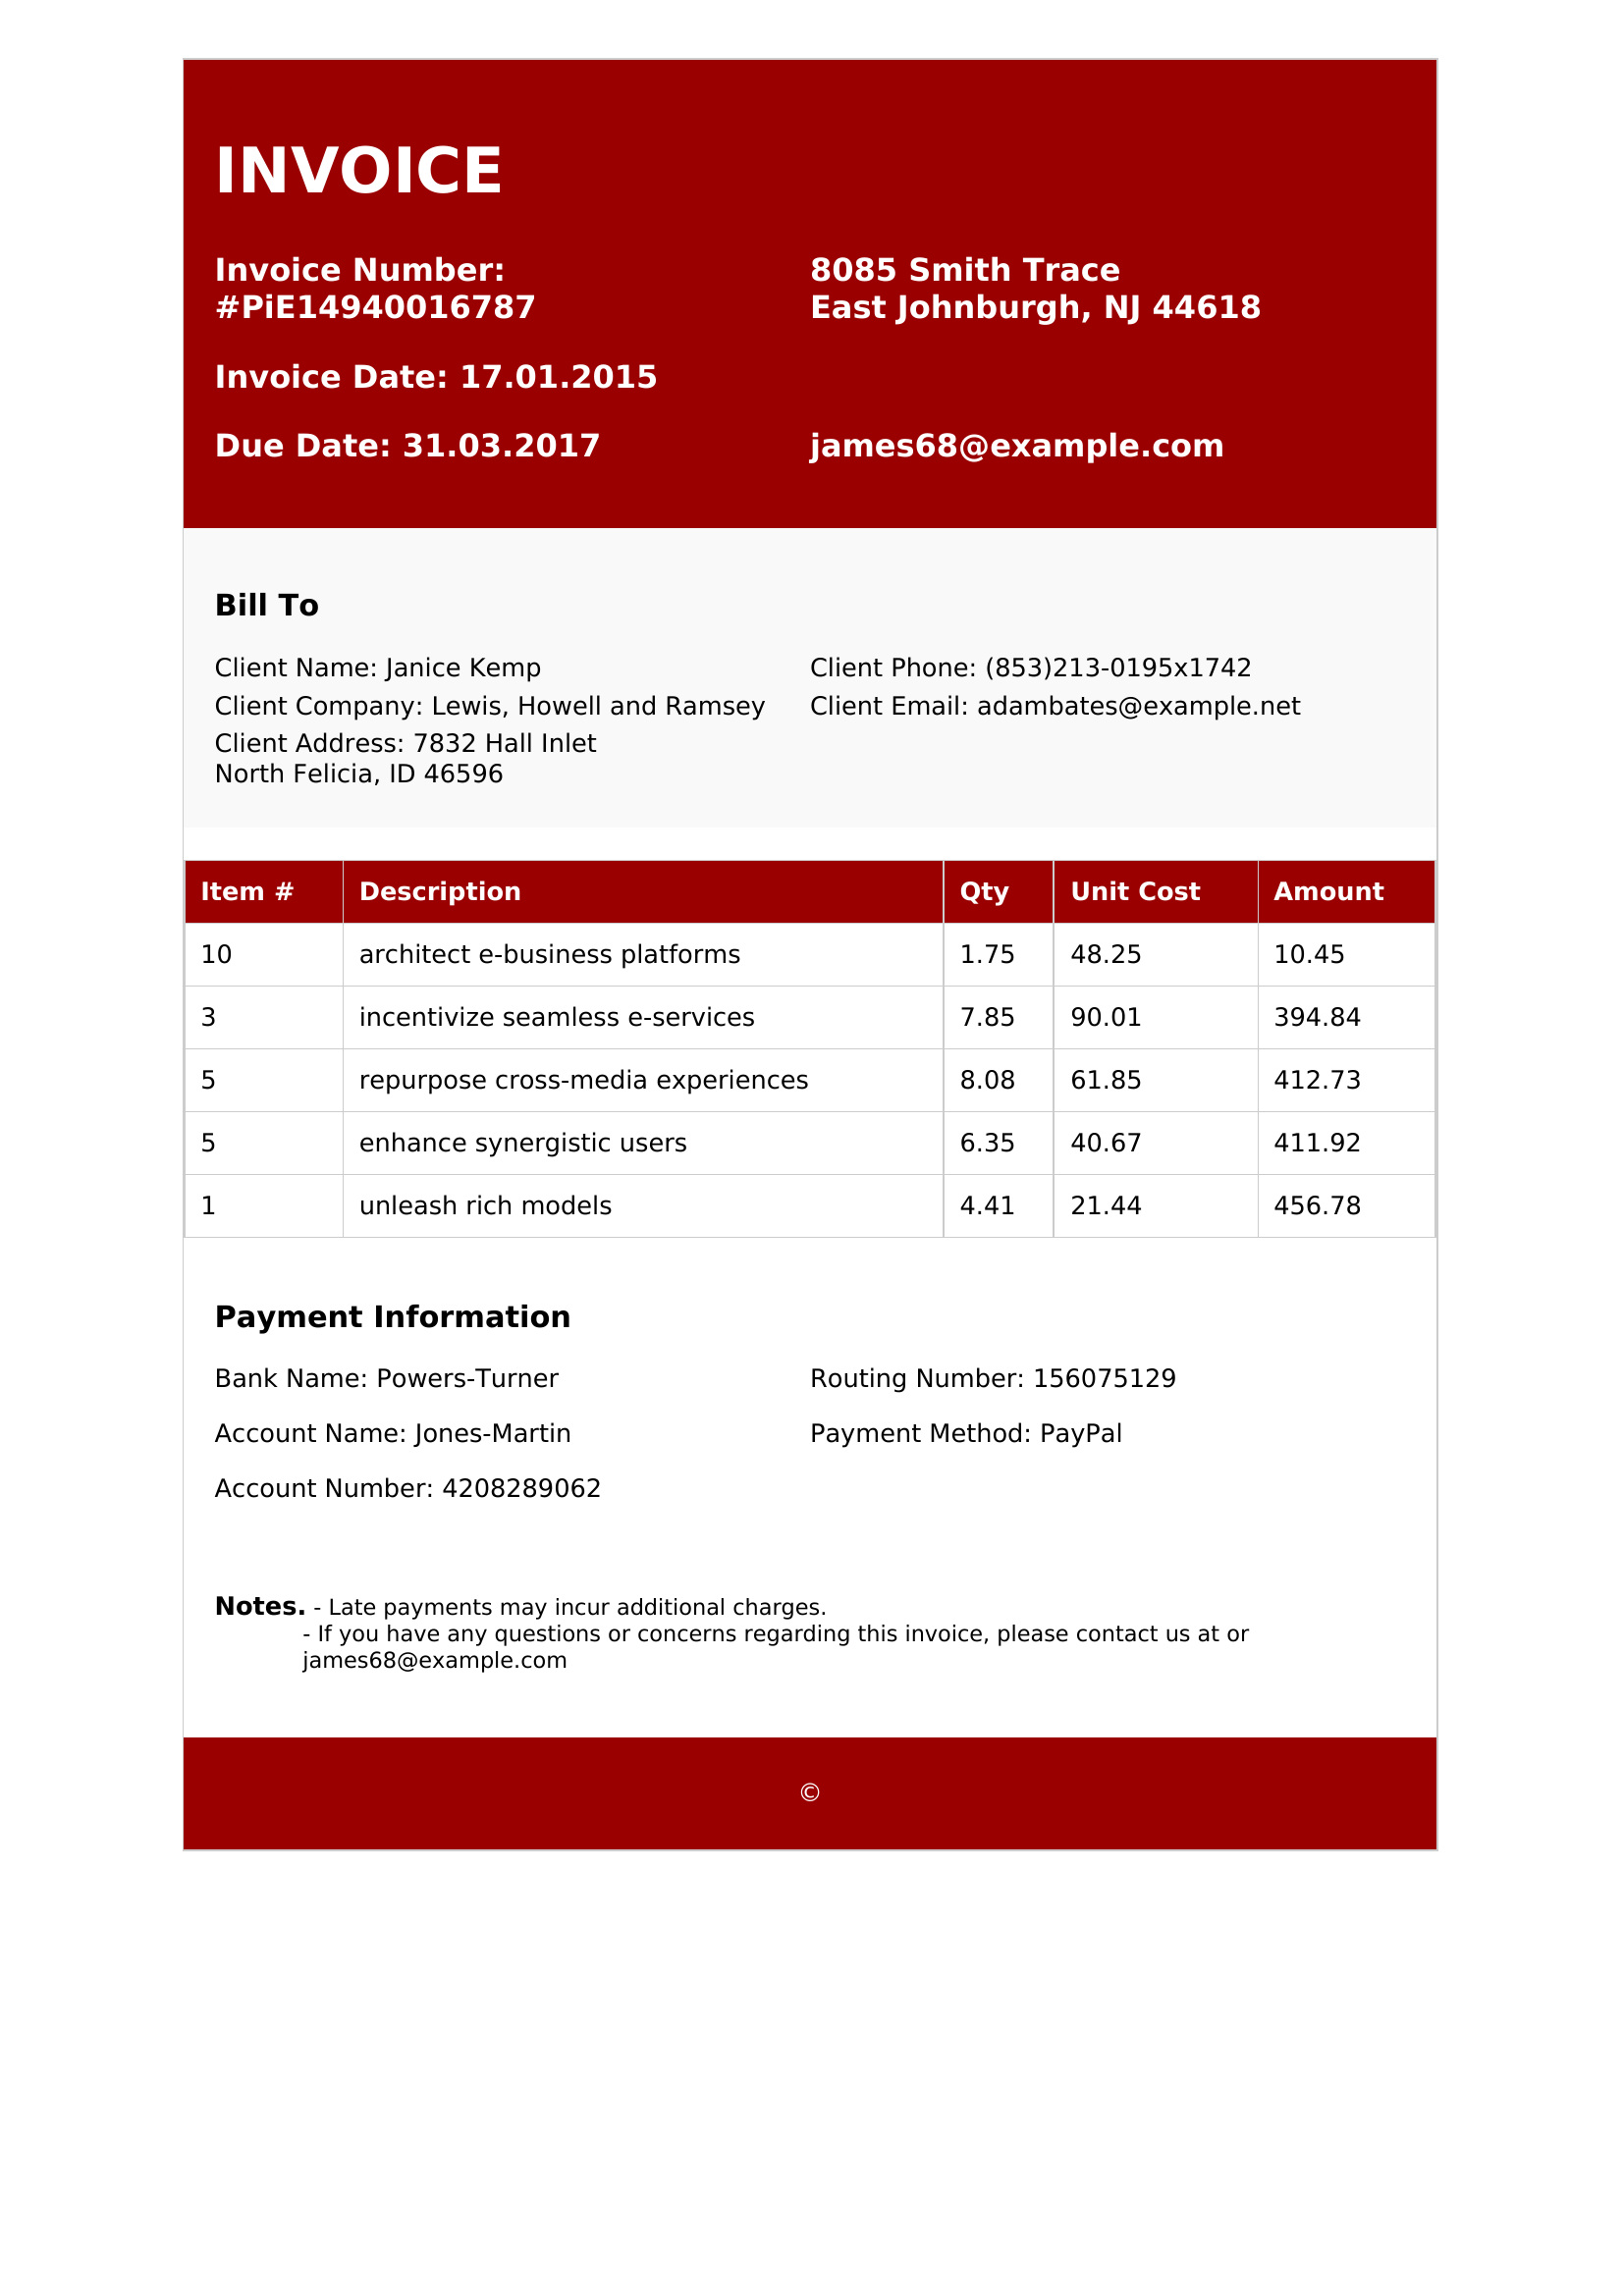 INVOICE
Invoice Number:
#PiE14940016787
8085 Smith Trace
East Johnburgh, NJ 44618
Invoice Date: 17.01.2015
Due Date: 31.03.2017
james68@example.com
Bill To
Client Name: Janice Kemp
Client Phone: (853)213-0195x1742
Client Company: Lewis, Howell and Ramsey
Client Email: adambates@example.net
Client Address: 7832 Hall Inlet
North Felicia, ID 46596
Item # Description Qty Unit Cost Amount
10 architect e-business platforms 1.75 48.25 10.45
3 incentivize seamless e-services 7.85 90.01 394.84
5 repurpose cross-media experiences 8.08 61.85 412.73
5 enhance synergistic users 6.35 40.67 411.92
1 unleash rich models 4.41 21.44 456.78
Payment Information
Bank Name: Powers-Turner
Routing Number: 156075129
Account Name: Jones-Martin
Payment Method: PayPal
Account Number: 4208289062
Notes. - Late payments may incur additional charges.
- If you have any questions or concerns regarding this invoice, please contact us at or
james68@example.com
©